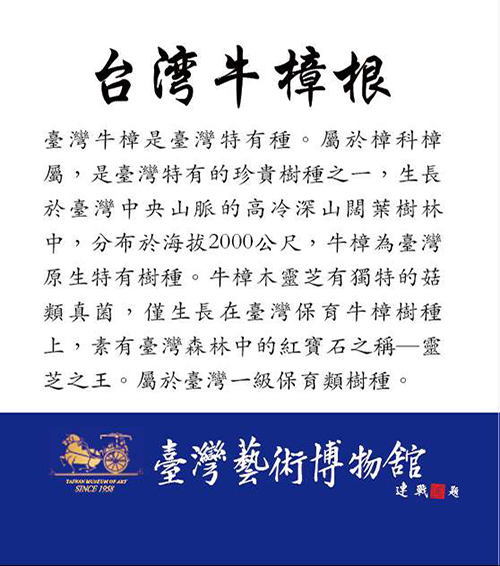 台湾牛樟根
臺灣牛樟是臺灣特有種。屬於樟科樟
屬，是臺灣特有的珍貴樹種之一，生長
於臺灣中央山脈的高冷深山闊葉樹林
中，分布於海拔2000公尺，牛樟為臺灣
原生特有樹種。牛樟木靈芝有獨特的菇
類真菌，僅生長在臺灣保育牛樟樹種
上，素有臺灣森林中的紅寶石之稱—靈
芝之王。屬於臺灣一級保育類樹種。
臺灣藝術博物館
TAIWAN MUSEUM OF ART
SINCE 1958
建戰 題